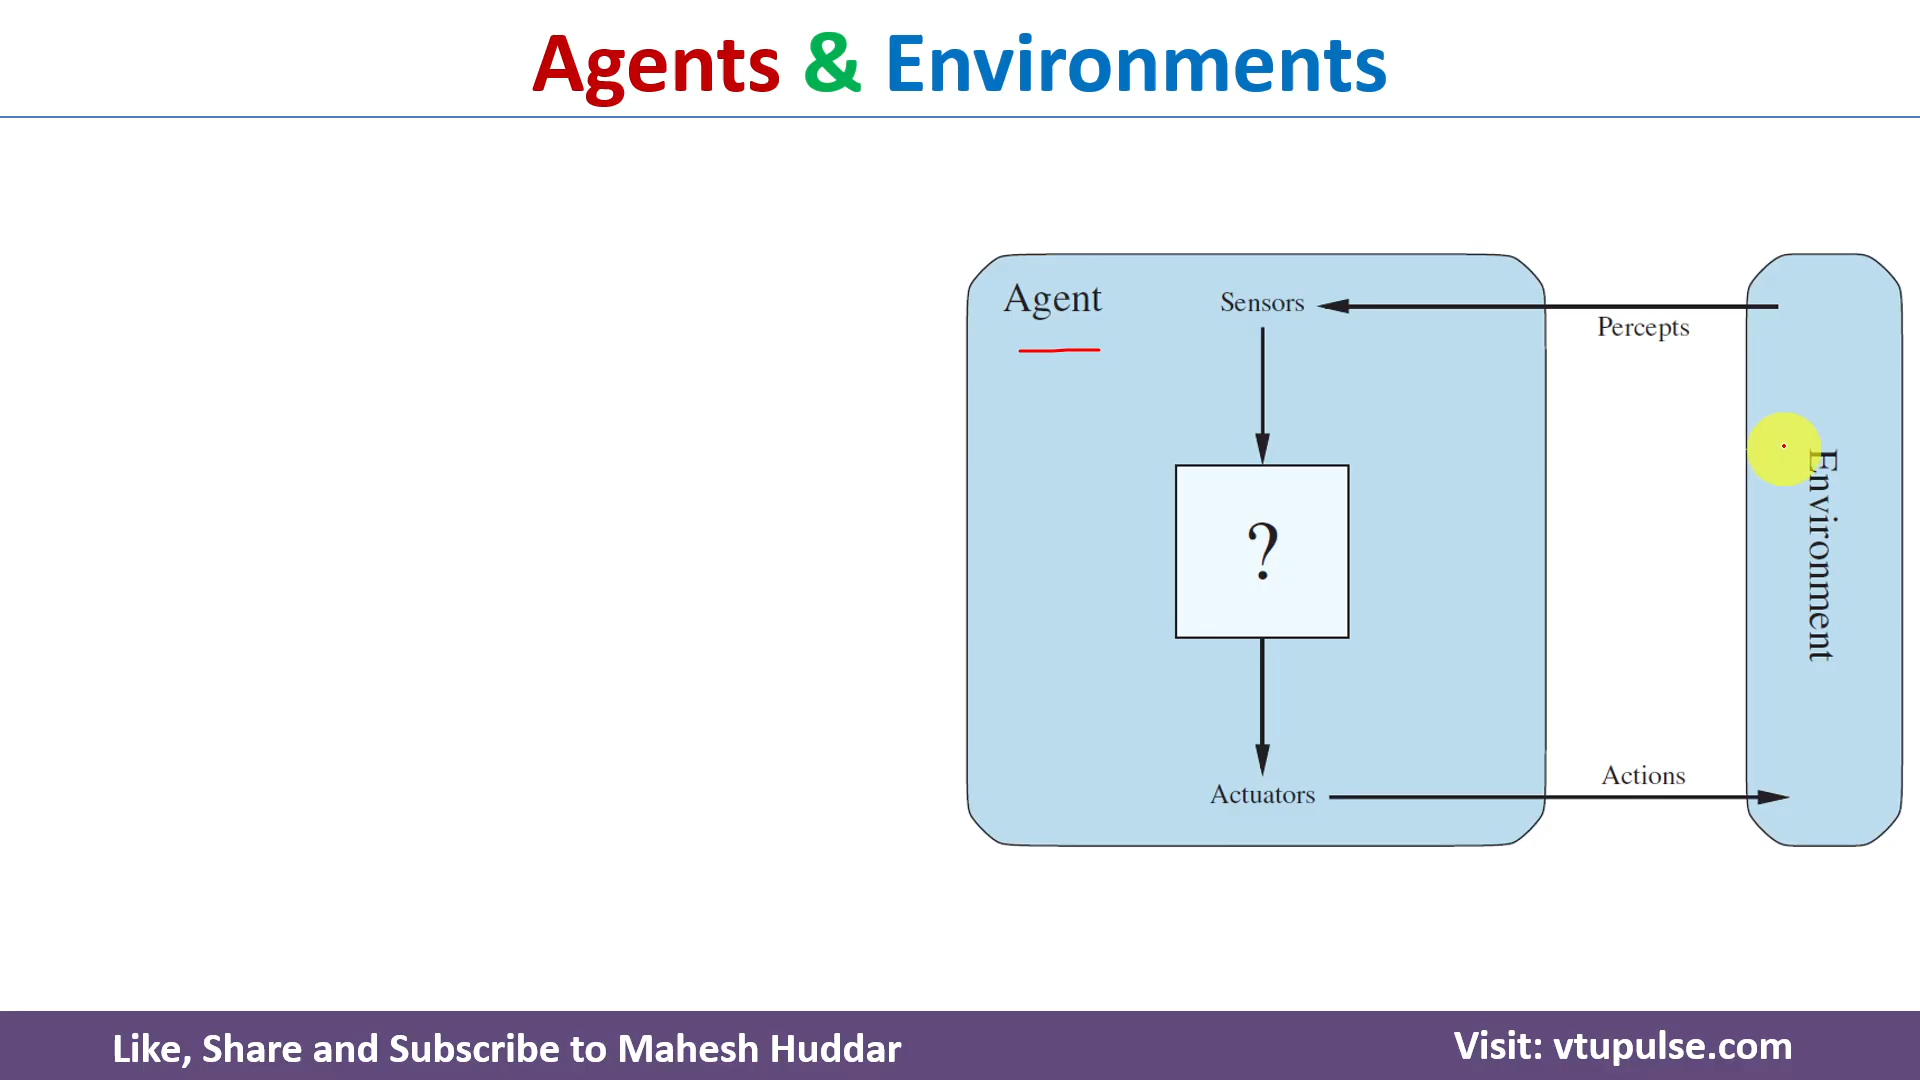 Agents & Environments
Agent
Sensors
Percepts
?
Environment
Actions
Actuators
Like, Share and Subscribe to Mahesh Huddar
Visit: vtupulse.com